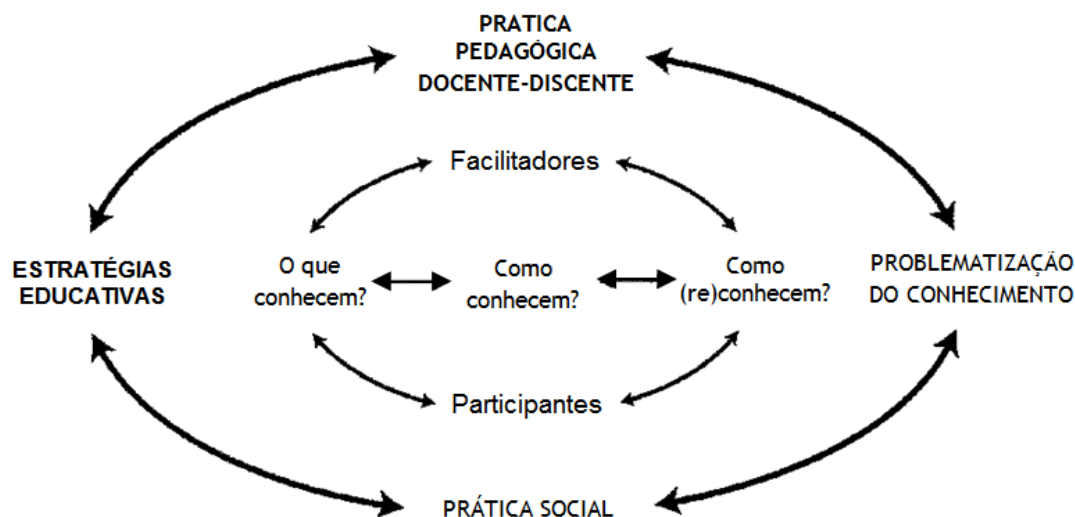 PRATICA
PEDAGÓGICA
DOCENTE-DISCENTE
Facilitadores
ESTRATÉGIAS
EDUCATIVAS
O que
conhecem?
Como
conhecem?
Como
(re)conhecem?
PROBLEMATIZAÇÃO
DO CONHECIMENTO
Participantes
PRÁTICA SOCIAL